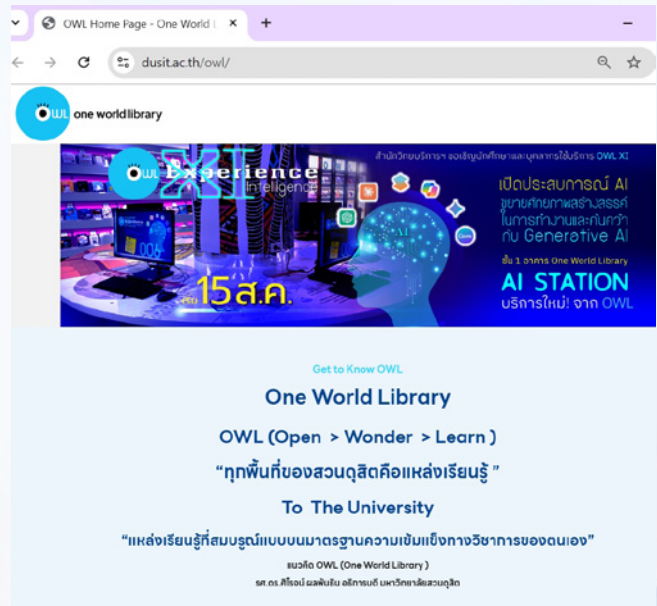 OWL Home Page - One World L
dusit.ac.th/owl/
OWL one world library
สำนักวิทยบริการฯ ขอเชิญนักศึกษาและบุคลากรใช้บริการ OWL XI
OWL XI Experience
Intelligence
เปิดประสบการณ์ AI
ขยายศักยภาพสร้างสรรค์
ในการทำงานและค้นคว้า
กับ Generative AI
ชั้น 1 อาคาร One World Library
AI STATION
บริการใหม่! จาก OWL
AI
006
15 ส.ค.
Get to Know OWL
One World Library
OWL (Open > Wonder > Learn )
“ทุกพื้นที่ของสวนดุสิตคือแหล่งเรียนรู้ ”
To The University
“แหล่งเรียนรู้ที่สมบูรณ์แบบบนมาตรฐานความเข้มแข็งทางวิชาการของตนเอง”
แนวคิด OWL (One World Library )
รศ.ดร.ศิโรจน์ ผลพันธิน อธิการบดี มหาวิทยาลัยสวนดุสิต